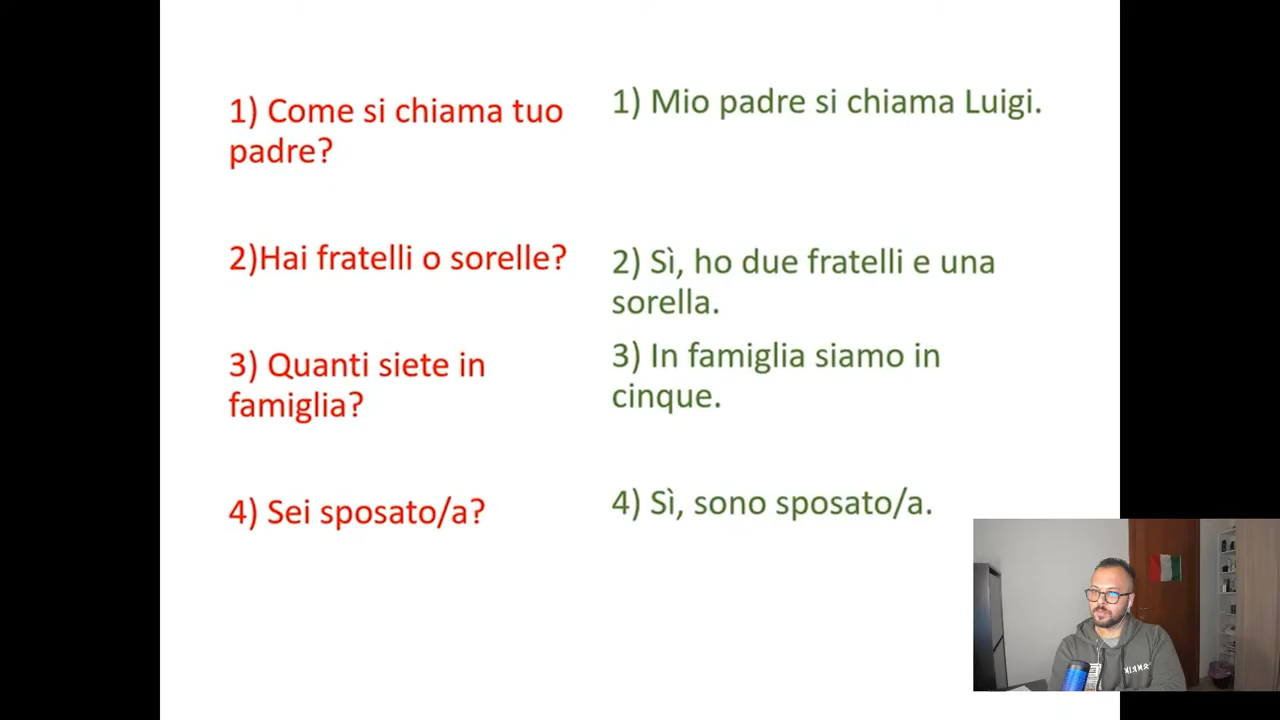 1) Come si chiama tuo
padre?
2)Hai fratelli o sorelle?
3) Quanti siete in
famiglia?
4) Sei sposato/a?
1) Mio padre si chiama Luigi.
2) Sì, ho due fratelli e una
sorella.
3) In famiglia siamo in
cinque.
4) Sì, sono sposato/a.